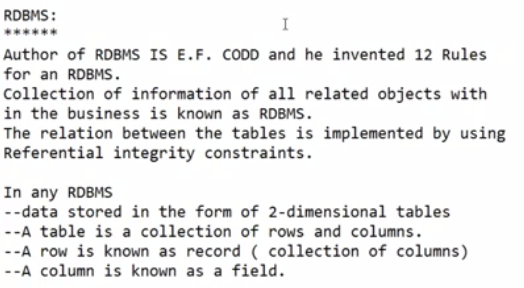 RDBMS:
******
Author of RDBMS IS E.F. CODD and he invented 12 Rules
for an RDBMS.
Collection of information of all related objects with
in the business is known as RDBMS.
The relation between the tables is implemented by using
Referential integrity constraints.
In any RDBMS
--data stored in the form of 2-dimensional tables
--A table is a collection of rows and columns.
--A row is known as record ( collection of columns)
--A column is known as a field.